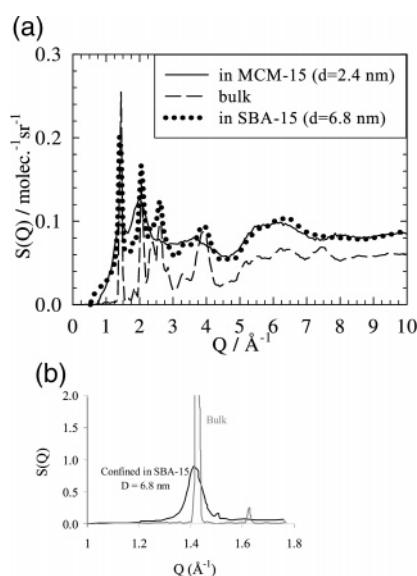 (a)
0.3
0.2
0.1
0.0
S(Q) / molec.⁻¹sr⁻¹
in MCM-15 (d=2.4 nm)
bulk
in SBA-15 (d=6.8 nm)
0 1 2 3 4 5 6 7 8 9 10
Q / Å⁻¹
(b)
2.0
1.5
1.0
0.5
0.0
S(Q)
Bulk
Confined in SBA-15
D = 6.8 nm
1 1.2 1.4 1.6 1.8
Q (Å⁻¹)